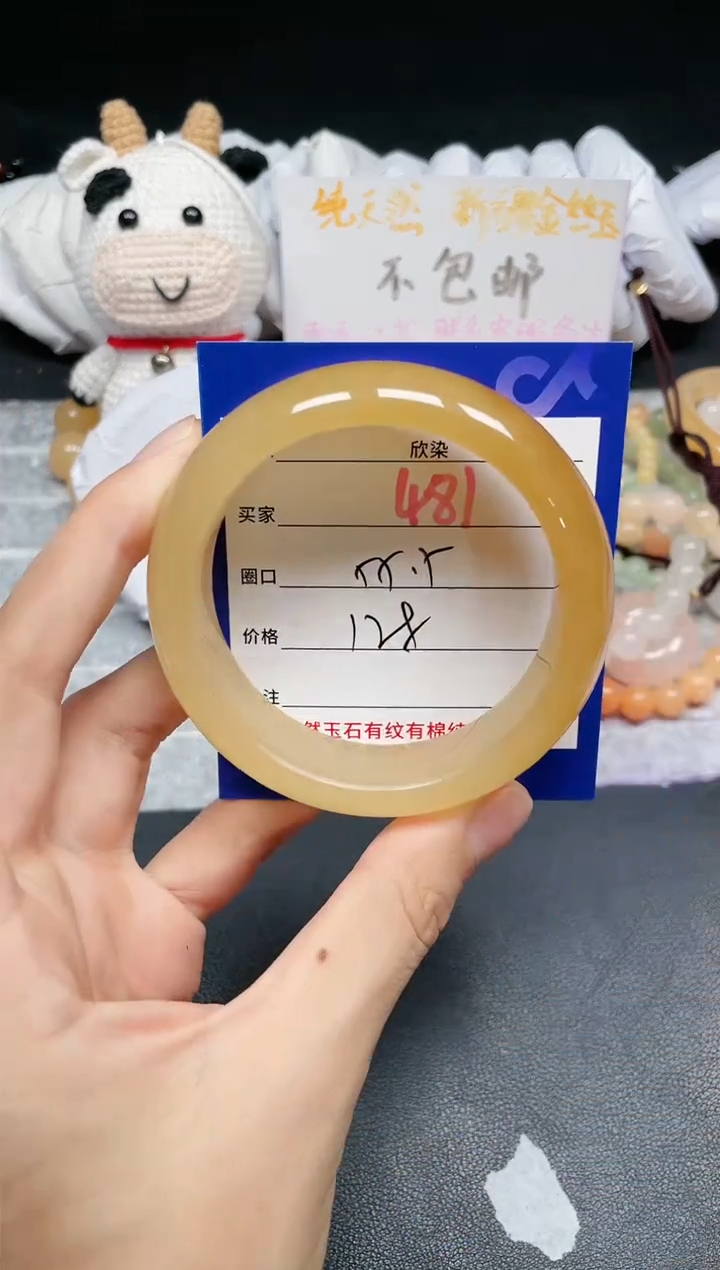 纯天然 新疆金丝玉
不包邮
欣染
买家 481
圈口
价格 128
注
然玉石有纹有棉